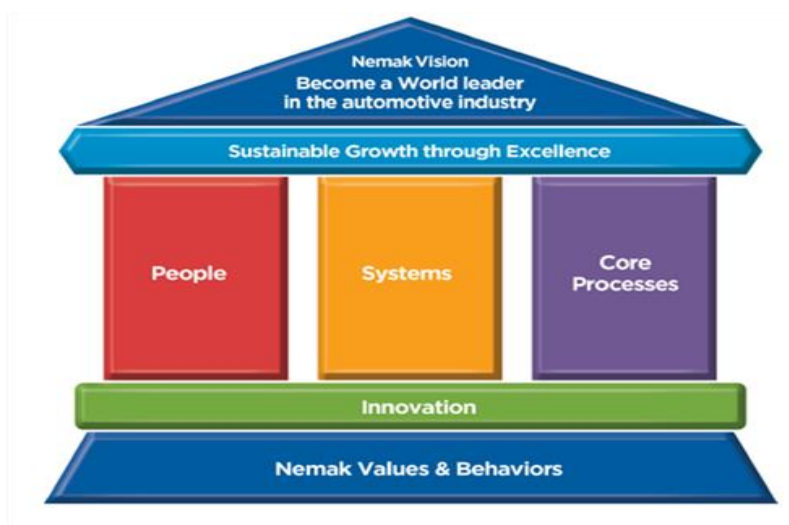 Nemak Vision
Become a World leader
in the automotive industry
Sustainable Growth through Excellence
People
Systems
Core
Processes
Innovation
Nemak Values & Behaviors